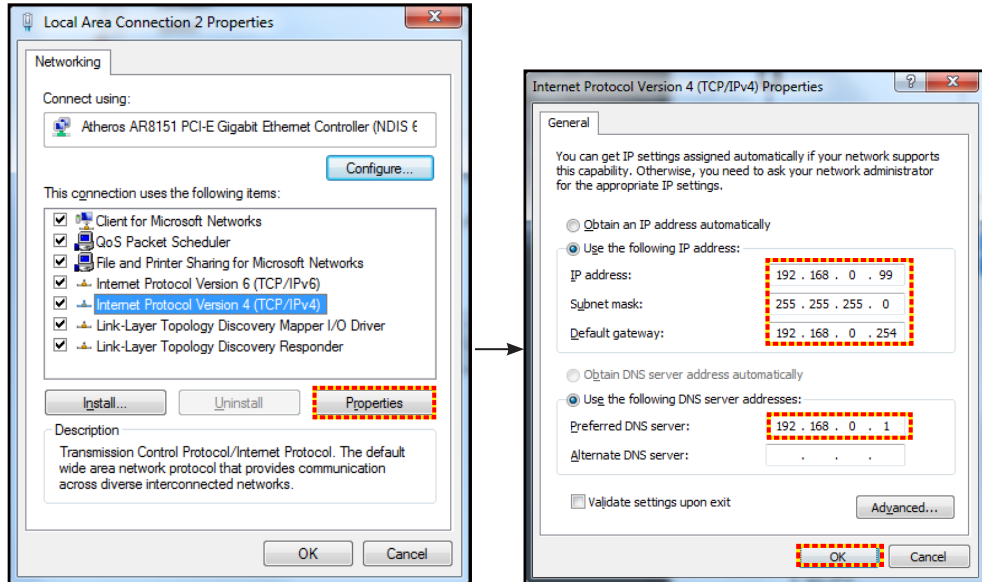 Local Area Connection 2 Properties
Networking
Connect using:
Atheros AR8151 PCI-E Gigabit Ethernet Controller (NDIS 6
Configure...
This connection uses the following items:
Client for Microsoft Networks
QoS Packet Scheduler
File and Printer Sharing for Microsoft Networks
Internet Protocol Version 6 (TCP/IPv6)
Internet Protocol Version 4 (TCP/IPv4)
Link-Layer Topology Discovery Mapper I/O Driver
Link-Layer Topology Discovery Responder
Install...
Uninstall
Properties
Description
Transmission Control Protocol/Internet Protocol. The default
wide area network protocol that provides communication
across diverse interconnected networks.
OK
Cancel
Internet Protocol Version 4 (TCP/IPv4) Properties
General
You can get IP settings assigned automatically if your network supports
this capability. Otherwise, you need to ask your network administrator
for the appropriate IP settings.
Obtain an IP address automatically
Use the following IP address:
IP address: 192 . 168 . 0 . 99
Subnet mask: 255 . 255 . 255 . 0
Default gateway: 192 . 168 . 0 . 254
Obtain DNS server address automatically
Use the following DNS server addresses:
Preferred DNS server: 192 . 168 . 0 . 1
Alternate DNS server: . . .
Validate settings upon exit
Advanced...
OK
Cancel